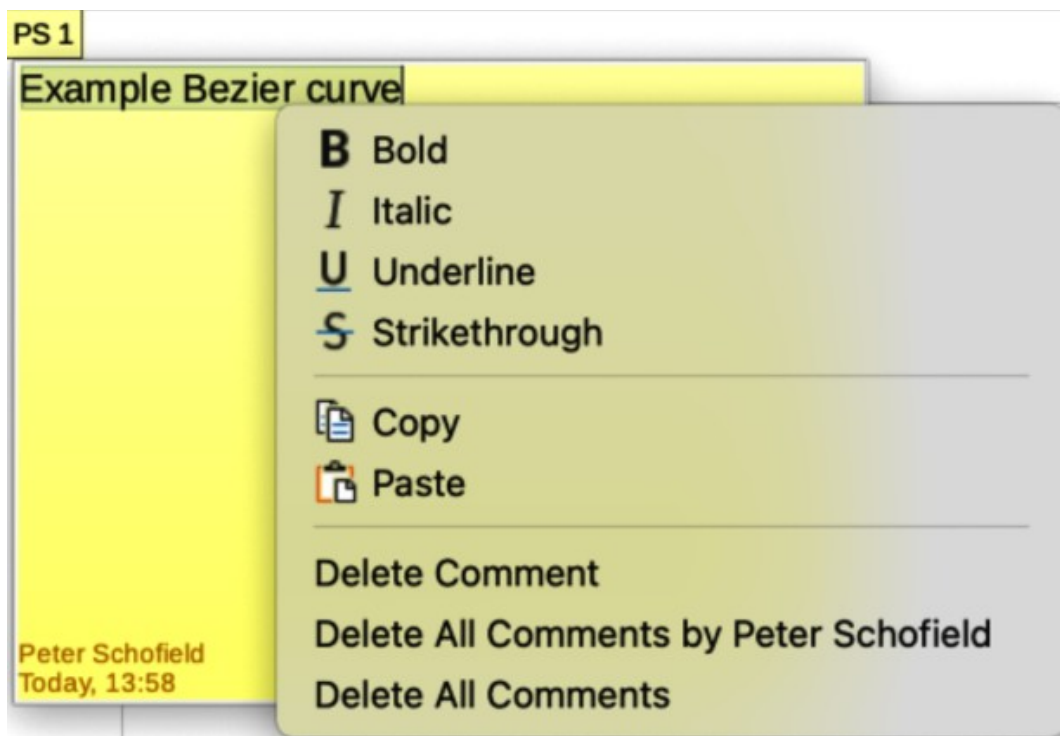 PS 1
Example Bezier curve
Bold
Italic
Underline
Strikethrough
Copy
Paste
Delete Comment
Delete All Comments by Peter Schofield
Delete All Comments
Peter Schofield
Today, 13:58